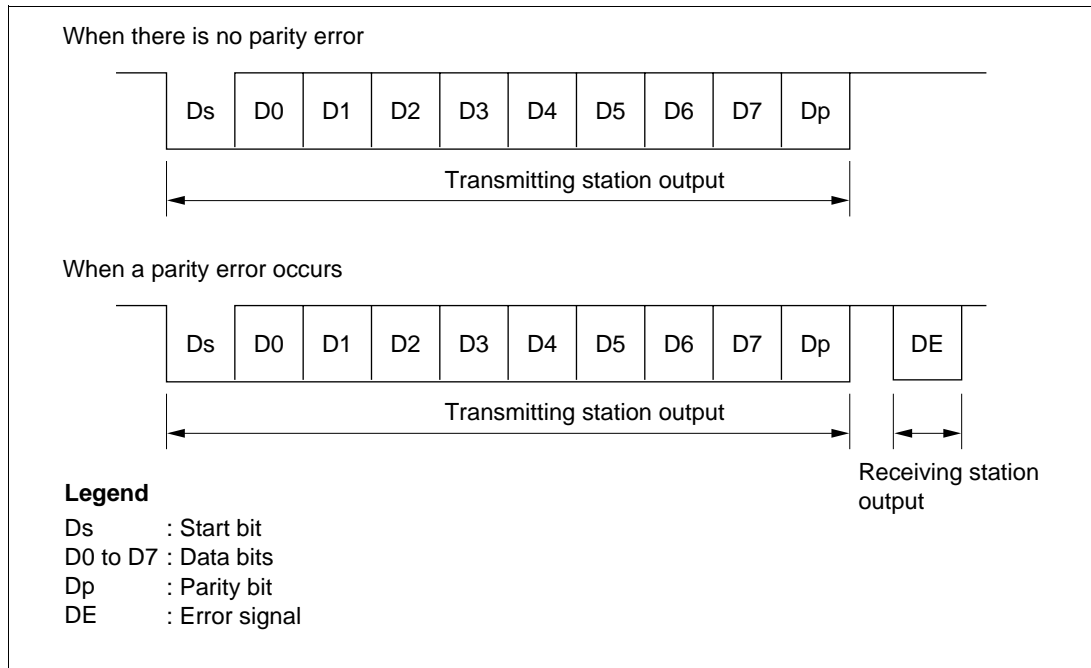 When there is no parity error
Ds D0 D1 D2 D3 D4 D5 D6 D7 Dp
Transmitting station output
When a parity error occurs
Ds D0 D1 D2 D3 D4 D5 D6 D7 Dp DE
Transmitting station output
Receiving station
output
Legend
Ds : Start bit
D0 to D7 : Data bits
Dp : Parity bit
DE : Error signal